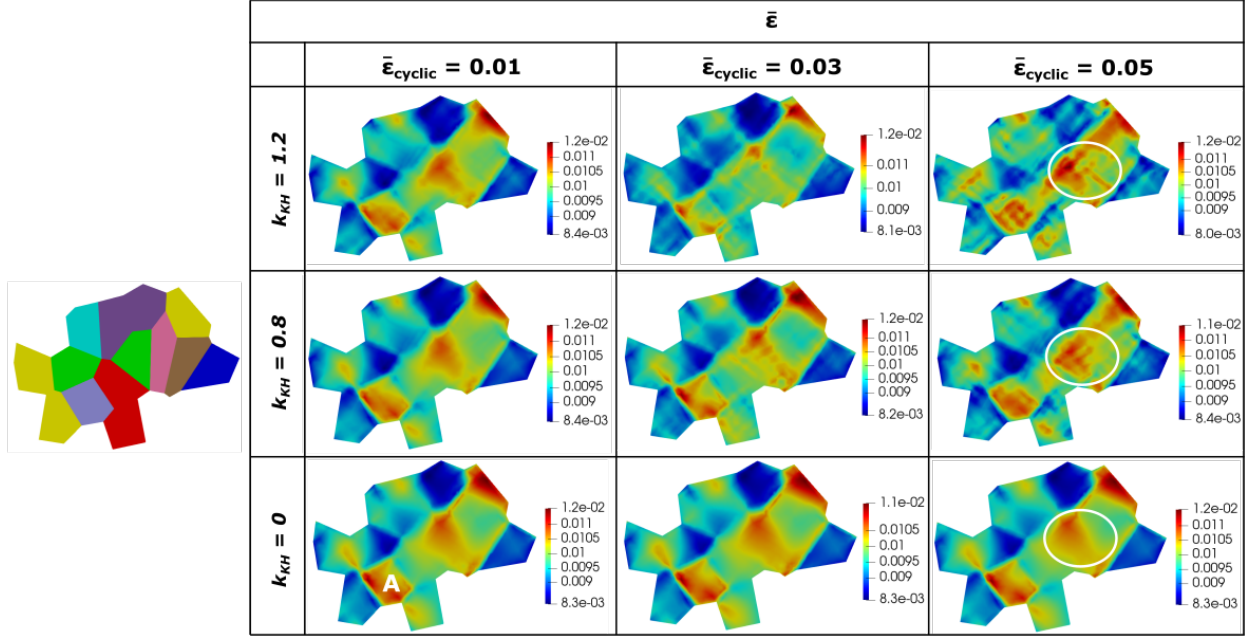 ε̄
ε̄cyclic = 0.01
ε̄cyclic = 0.03
ε̄cyclic = 0.05
kKH = 1.2
1.2e-02
0.011
0.0105
0.01
0.0095
0.009
8.4e-03
1.2e-02
0.011
0.0105
0.01
0.0095
0.009
8.1e-03
1.2e-02
0.011
0.0105
0.01
0.0095
0.009
8.0e-03
kKH = 0.8
1.2e-02
0.011
0.0105
0.01
0.0095
0.009
8.4e-03
1.2e-02
0.011
0.0105
0.01
0.0095
0.009
8.2e-03
1.1e-02
0.0105
0.01
0.0095
0.009
8.4e-03
kKH = 0
A
1.2e-02
0.011
0.0105
0.01
0.0095
0.009
8.3e-03
1.1e-02
0.0105
0.01
0.0095
0.009
8.3e-03
1.2e-02
0.011
0.0105
0.01
0.0095
0.009
8.3e-03